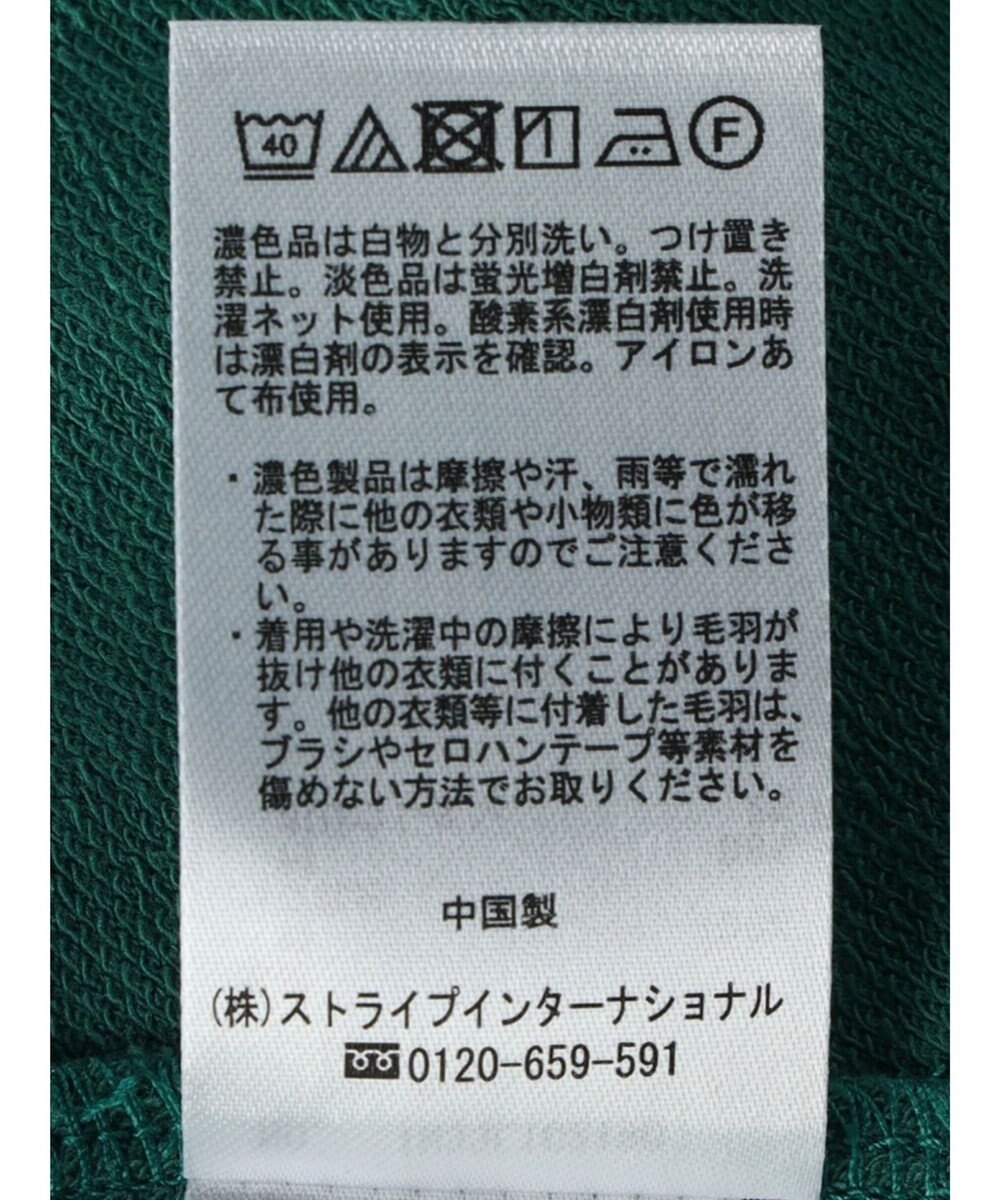 40 F
濃色品は白物と分別洗い。つけ置き
禁止。淡色品は蛍光増白剤禁止。洗
濯ネット使用。酸素系漂白剤使用時
は漂白剤の表示を確認。アイロンあ
て布使用。
・濃色製品は摩擦や汗、雨等で濡れ
た際に他の衣類や小物類に色が移
る事がありますのでご注意くださ
い。
・着用や洗濯中の摩擦により毛羽が
抜け他の衣類に付くことがありま
す。他の衣類等に付着した毛羽は、
ブラシやセロハンテープ等素材を
傷めない方法でお取りください。
中国製
(株)ストライプインターナショナル
0120-659-591